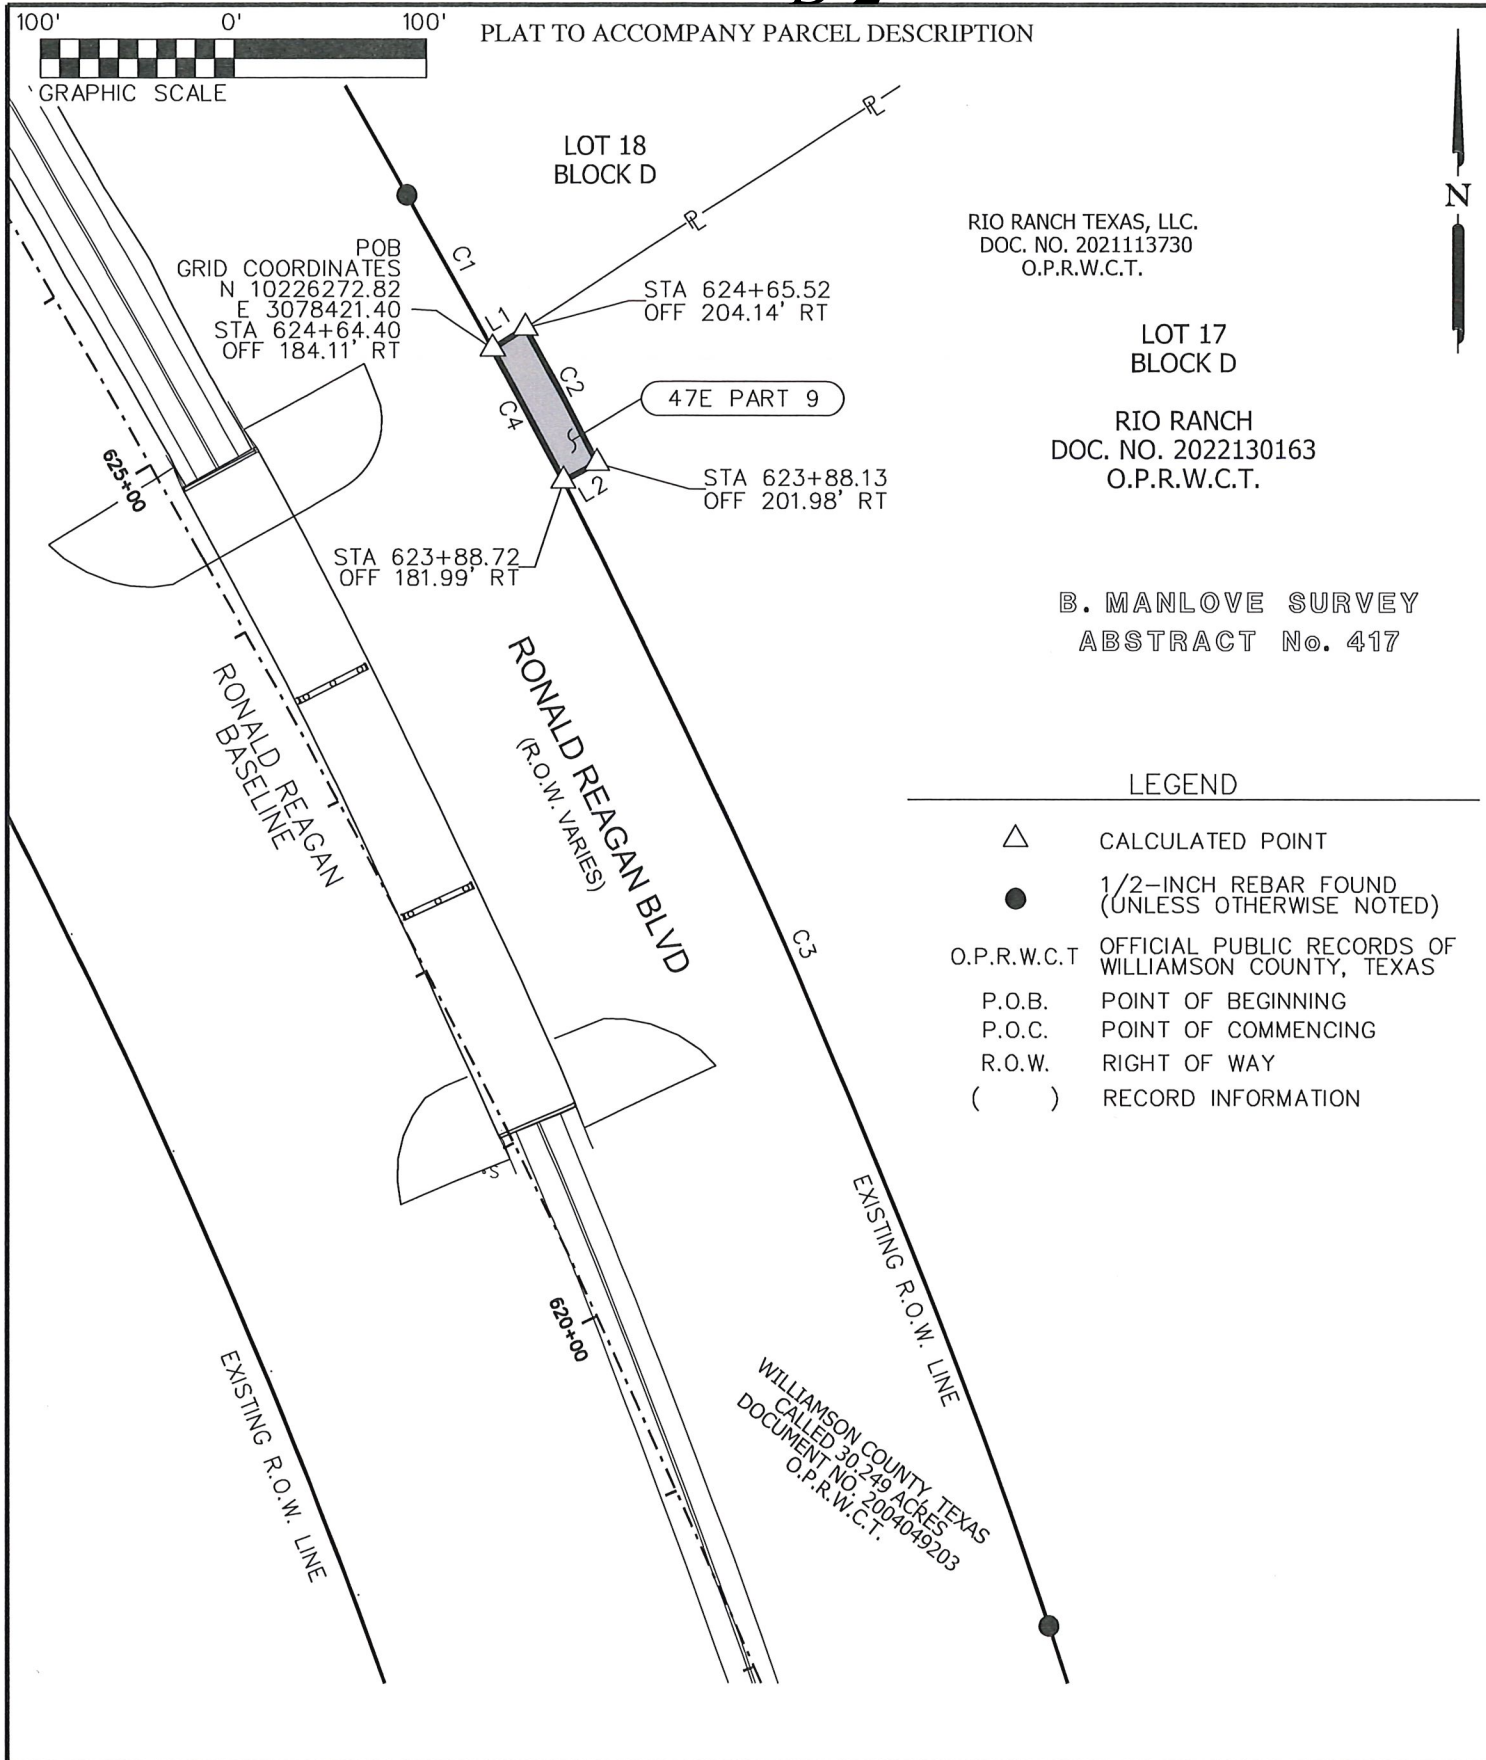 100' 0' 100'
GRAPHIC SCALE
PLAT TO ACCOMPANY PARCEL DESCRIPTION
LOT 18
BLOCK D
N
RIO RANCH TEXAS, LLC.
DOC. NO. 2021113730
O.P.R.W.C.T.
POB
GRID COORDINATES
N 10226272.82
E 3078421.40
STA 624+64.40
OFF 184.11' RT
C1
L1
STA 624+65.52
OFF 204.14' RT
LOT 17
BLOCK D
C2
C4
47E PART 9
RIO RANCH
DOC. NO. 2022130163
O.P.R.W.C.T.
625+00
L2
STA 623+88.13
OFF 201.98' RT
STA 623+88.72
OFF 181.99' RT
B. MANLOVE SURVEY
ABSTRACT No. 417
RONALD REAGAN
BASELINE
RONALD REAGAN BLVD
(R.O.W. VARIES)
LEGEND
CALCULATED POINT
1/2-INCH REBAR FOUND
(UNLESS OTHERWISE NOTED)
O.P.R.W.C.T OFFICIAL PUBLIC RECORDS OF
WILLIAMSON COUNTY, TEXAS
P.O.B. POINT OF BEGINNING
P.O.C. POINT OF COMMENCING
R.O.W. RIGHT OF WAY
( ) RECORD INFORMATION
C3
EXISTING R.O.W. LINE
620+00
EXISTING R.O.W. LINE
WILLIAMSON COUNTY, TEXAS
CALLED 30.249 ACRES
DOCUMENT NO. 2004049203
O.P.R.W.C.T.